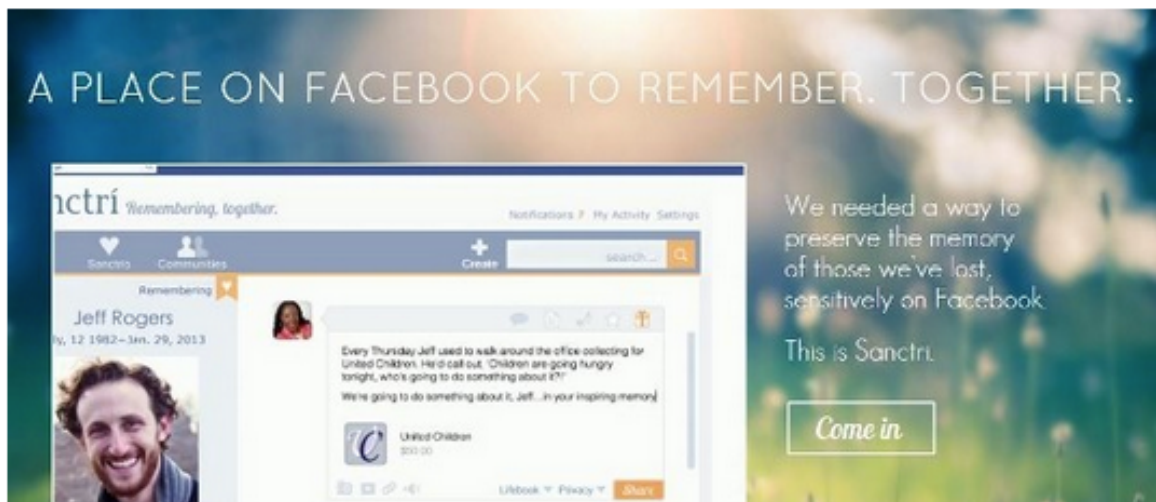 A PLACE ON FACEBOOK TO REMEMBER. TOGETHER.
nctrí Remembering, together.
Notifications 7 My Activity Settings
Sanctris Communities
Create search...
Remembering
Jeff Rogers
ly, 12 1982–Jan. 29, 2013
Every Thursday Jeff used to walk around the office collecting for
United Children. He'd call out, 'Children are going hungry
tonight, who's going to do something about it?!'
We're going to do something about it, Jeff...in your inspiring memory
UC
United Children
$50.00
Lifebook Privacy Share
We needed a way to
preserve the memory
of those we've lost,
sensitively on Facebook.
This is Sanctri.
Come in